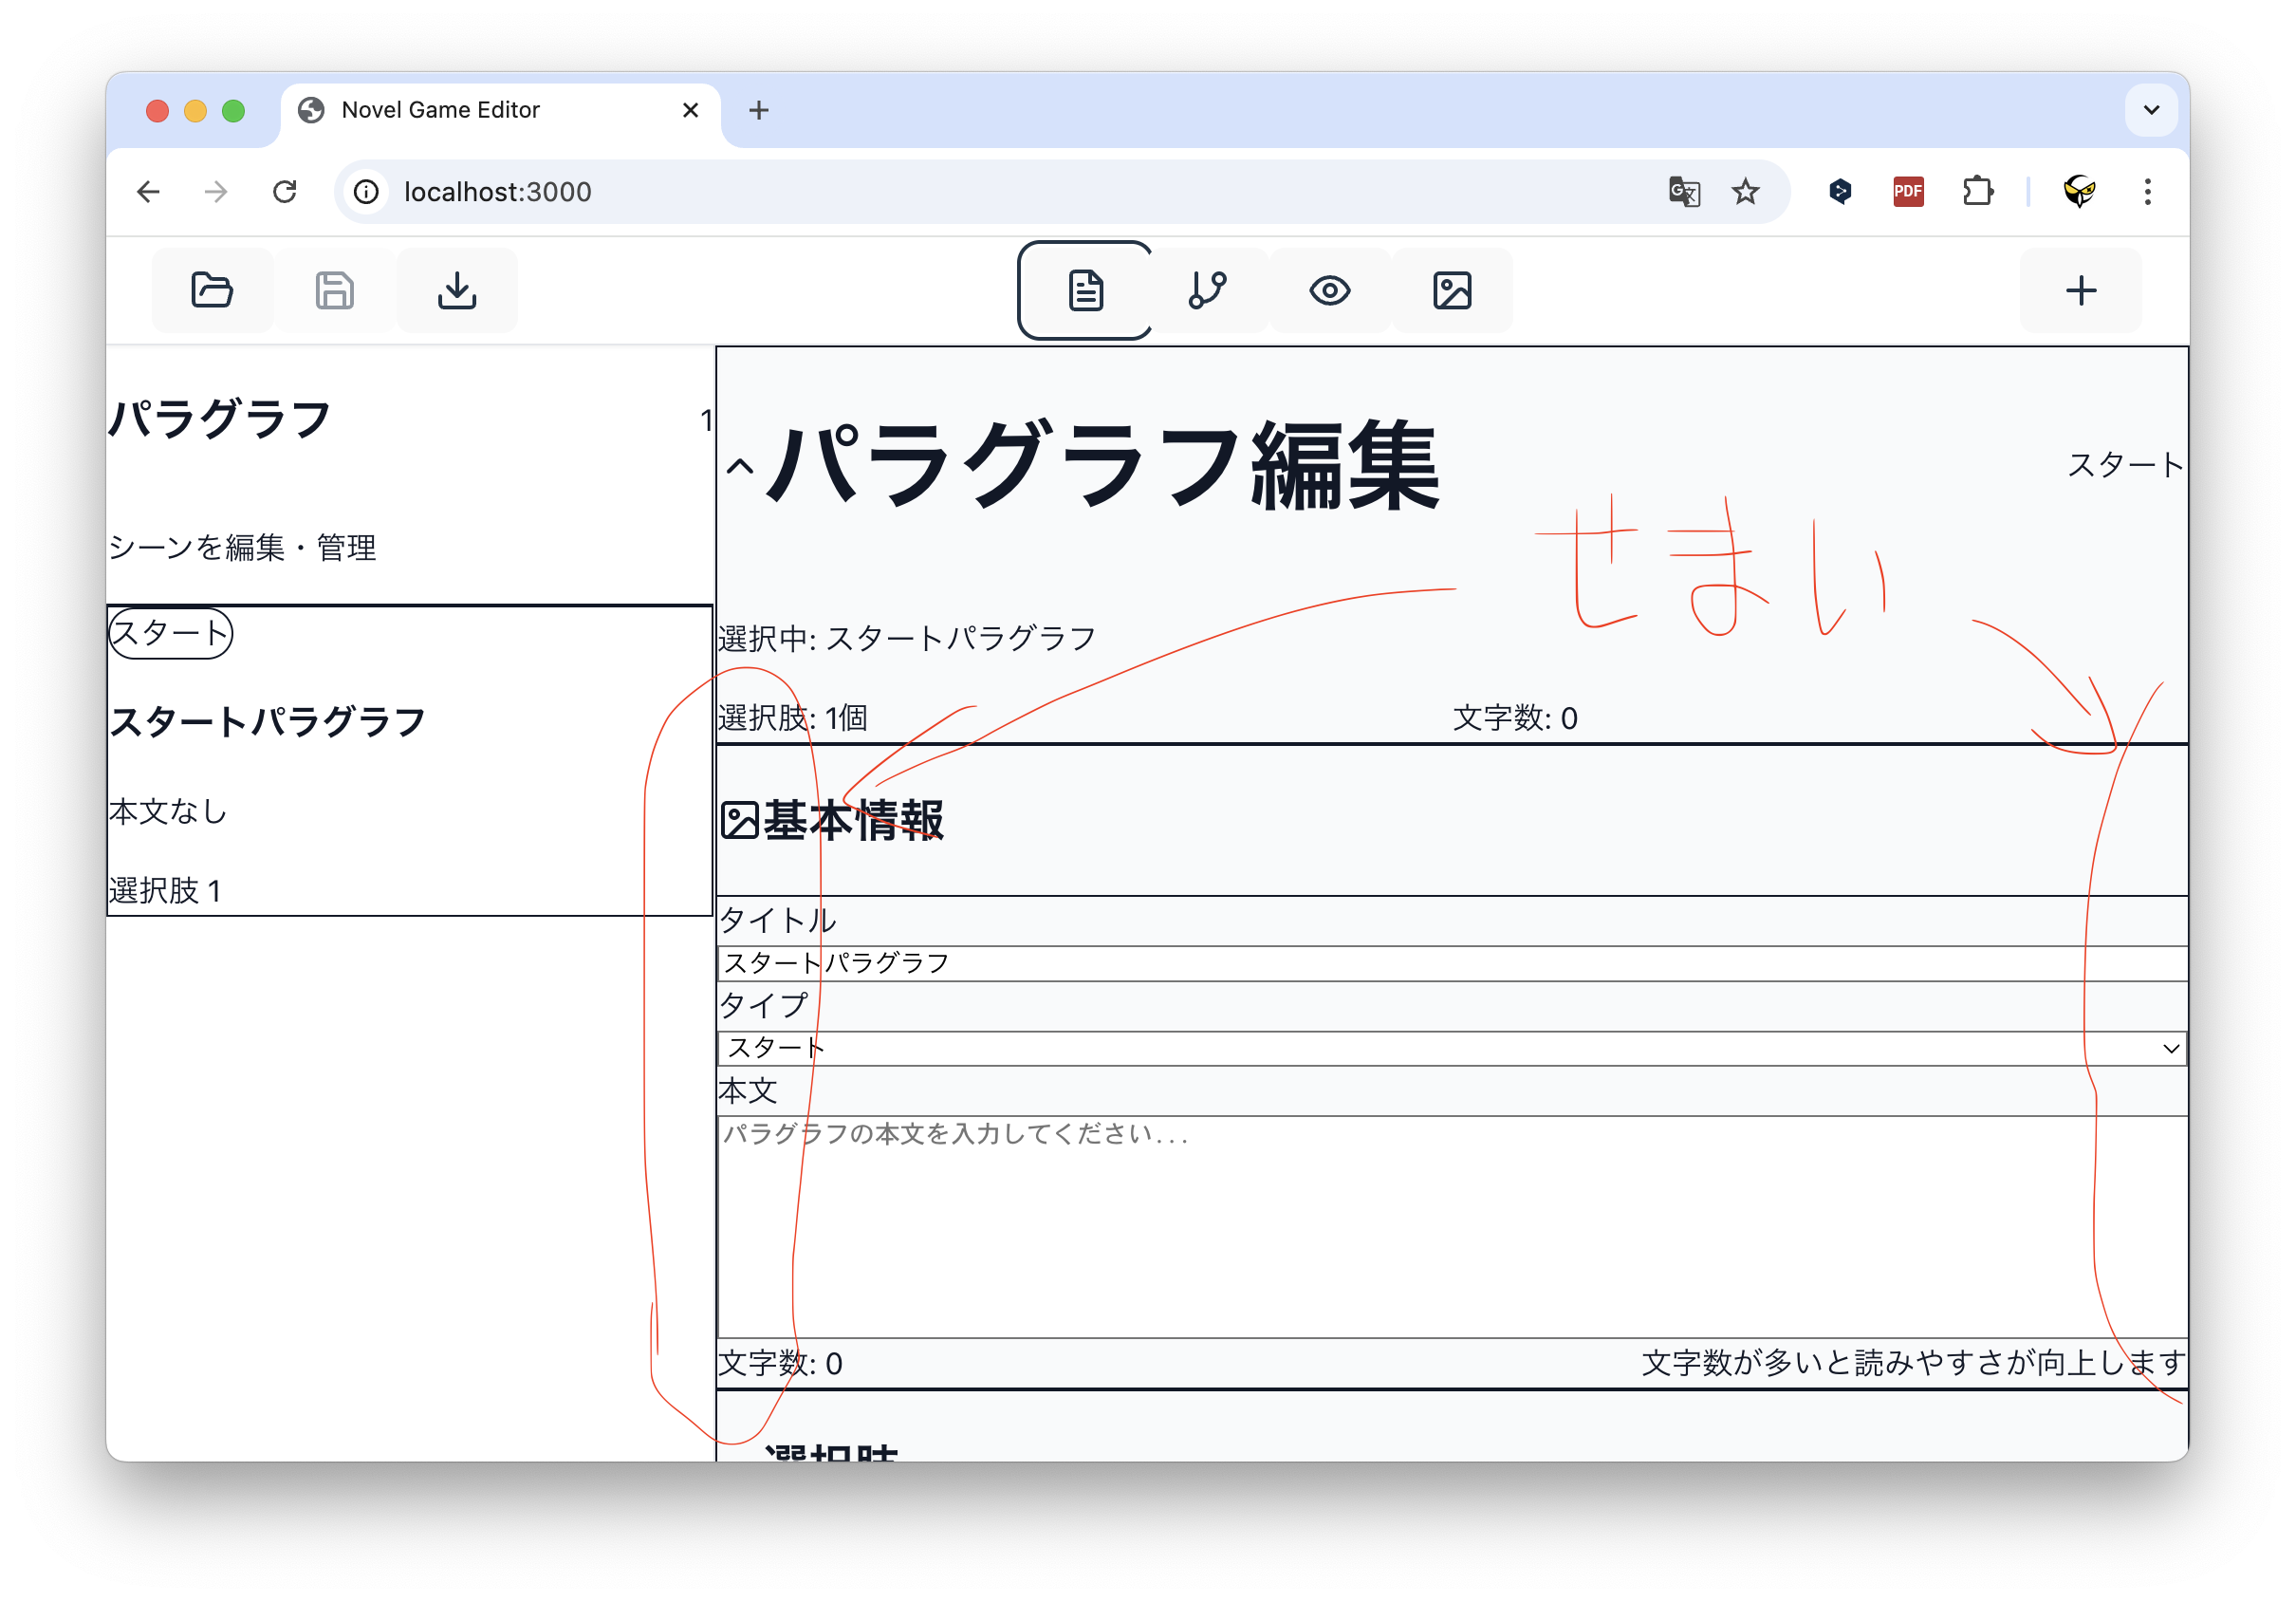 Novel Game Editor
localhost:3000
PDF
パラグラフ
1
シーンを編集・管理
スタート
スタートパラグラフ
本文なし
選択肢 1
パラグラフ編集
スタート
せまい
選択中: スタートパラグラフ
選択肢: 1個
文字数: 0
基本情報
タイトル
スタートパラグラフ
タイプ
スタート
本文
パラグラフの本文を入力してください...
文字数: 0
文字数が多いと読みやすさが向上します
選択肢